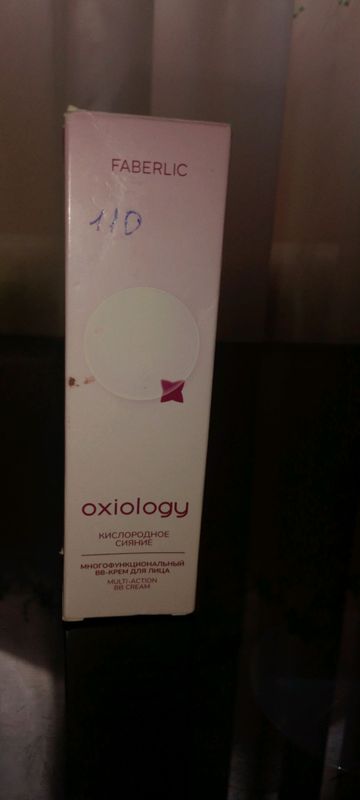 FABERLIC
110
oxiology
КИСЛОРОДНОЕ
СИЯНИЕ
МНОГОФУНКЦИОНАЛЬНЫЙ
BB-КРЕМ ДЛЯ ЛИЦА
MULTI-ACTION
BB CREAM